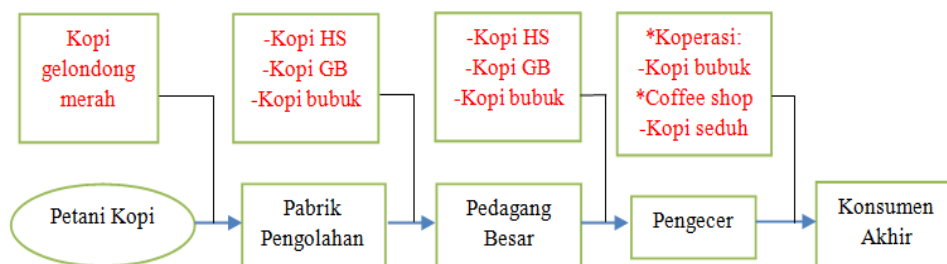 Kopi
gelondong
merah
-Kopi HS
-Kopi GB
-Kopi bubuk
-Kopi HS
-Kopi GB
-Kopi bubuk
*Koperasi:
-Kopi bubuk
*Coffee shop
-Kopi seduh
Petani Kopi
Pabrik
Pengolahan
Pedagang
Besar
Pengecer
Konsumen
Akhir